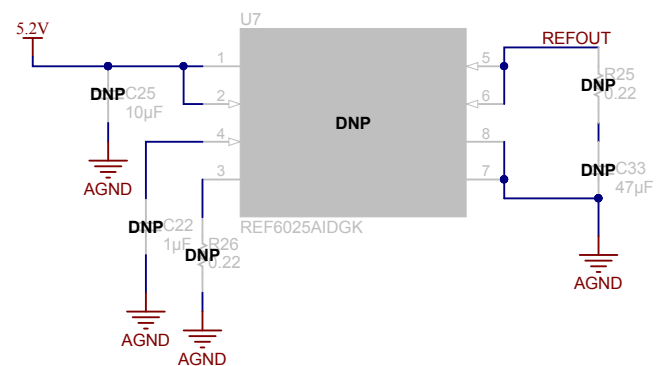 U7
5.2V
REFOUT
1
5
R25
DNP
C25
DNP
0.22
10µF
2
6
DNP
4
8
DNP
C33
47µF
AGND
3
7
DNP
C22
REF6025AIDGK
1µF
DNP
R26
0.22
AGND
AGND
AGND